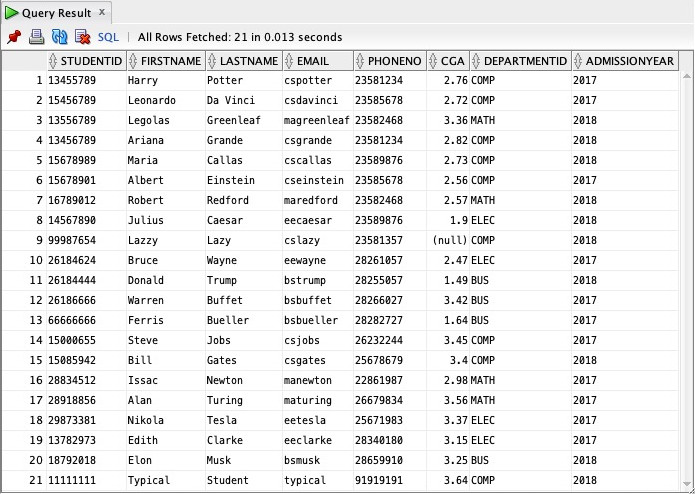 Query Result x
SQL | All Rows Fetched: 21 in 0.013 seconds
STUDENTID FIRSTNAME LASTNAME EMAIL PHONENO CGA DEPARTMENTID ADMISSIONYEAR
1 13455789 Harry Potter cspotter 23581234 2.76 COMP 2017
2 15456789 Leonardo Da Vinci csdavinci 23585678 2.72 COMP 2017
3 13556789 Legolas Greenleaf magreenleaf 23582468 3.36 MATH 2018
4 13456789 Ariana Grande csgrande 23581234 2.82 COMP 2018
5 15678989 Maria Callas cscallas 23589876 2.73 COMP 2018
6 15678901 Albert Einstein cseinstein 23585678 2.56 COMP 2017
7 16789012 Robert Redford maredford 23582468 2.57 MATH 2018
8 14567890 Julius Caesar eecaesar 23589876 1.9 ELEC 2018
9 99987654 Lazzy Lazy cslazy 23581357 (null) COMP 2018
10 26184624 Bruce Wayne eewayne 28261057 2.47 ELEC 2017
11 26184444 Donald Trump bstrump 28255057 1.49 BUS 2018
12 26186666 Warren Buffet bsbuffet 28266027 3.42 BUS 2017
13 66666666 Ferris Bueller bsbueller 28282727 1.64 BUS 2017
14 15000655 Steve Jobs csjobs 26232244 3.45 COMP 2017
15 15085942 Bill Gates csgates 25678679 3.4 COMP 2018
16 28834512 Issac Newton manewton 22861987 2.98 MATH 2017
17 28918856 Alan Turing maturing 26679834 3.56 MATH 2017
18 29873381 Nikola Tesla eetesla 25671983 3.37 ELEC 2017
19 13782973 Edith Clarke eeclarke 28340180 3.15 ELEC 2017
20 18792018 Elon Musk bsmusk 28659910 3.25 BUS 2018
21 11111111 Typical Student typical 91919191 3.64 COMP 2018